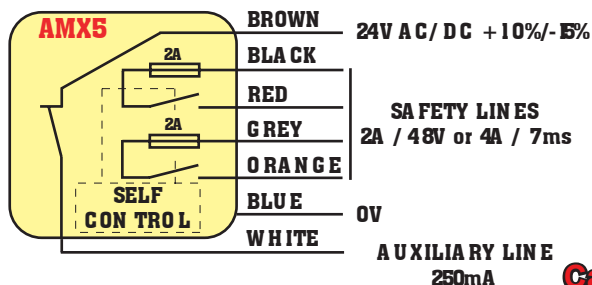 AMX5
BROWN
24V AC/DC +10%/-15%
2A
BLACK
RED
SAFETY LINES
2A / 48V or 4A / 7ms
2A
GREY
ORANGE
SELF
CONTROL
BLUE
0V
WHITE
AUXILIARY LINE
250mA